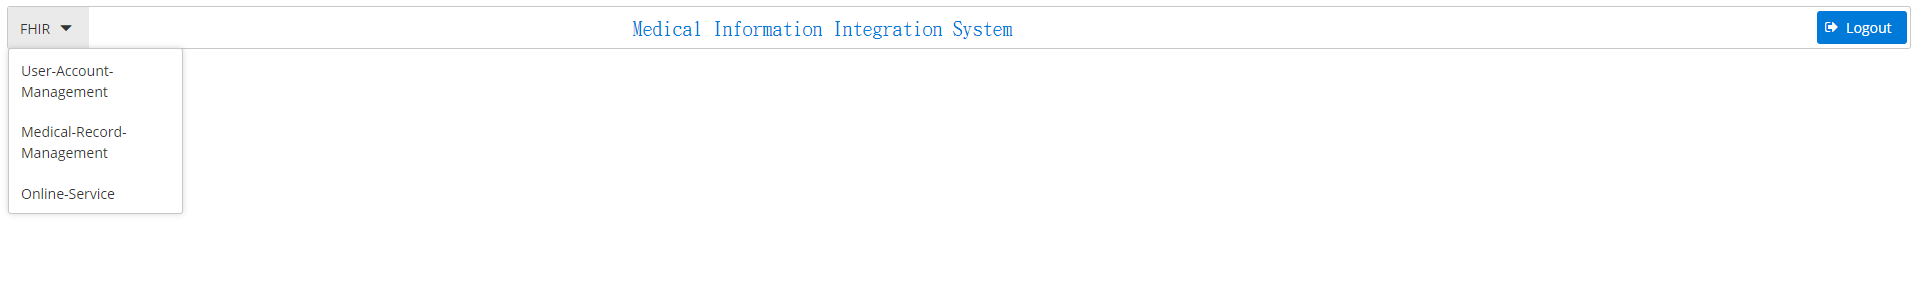 FHIR
Medical Information Integration System
Logout
User-Account-
Management
Medical-Record-
Management
Online-Service